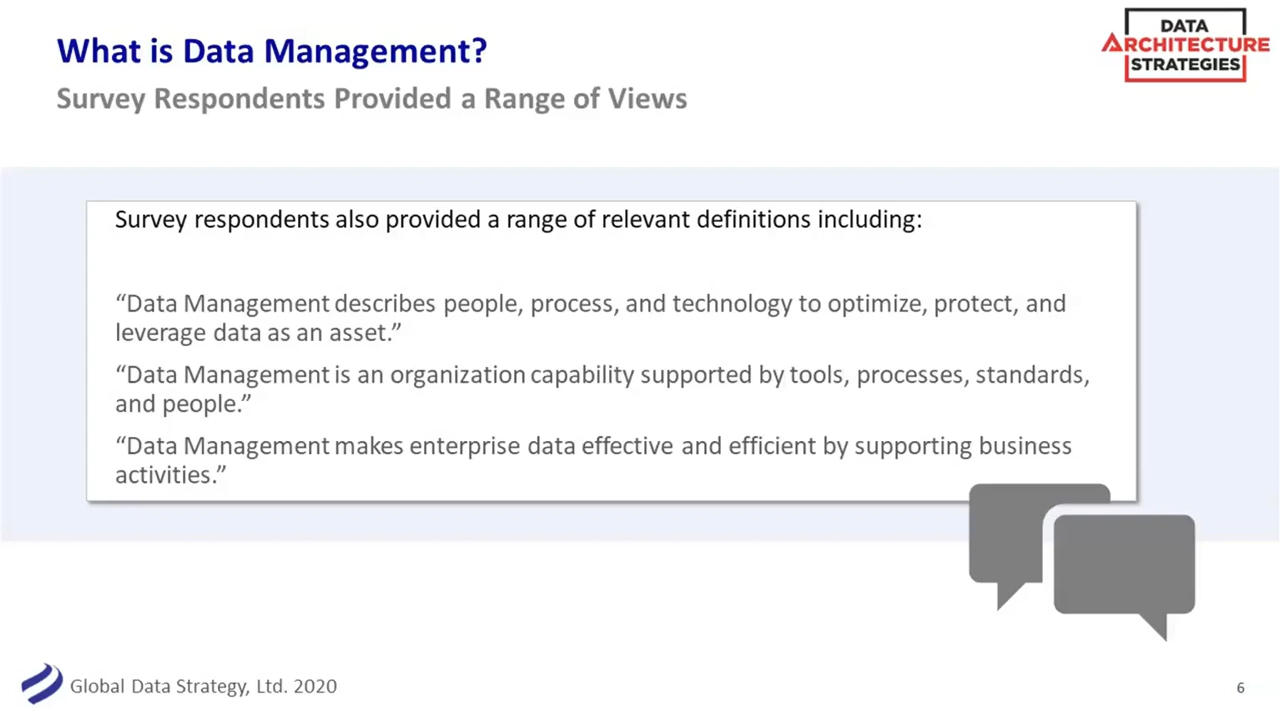 What is Data Management?
Survey Respondents Provided a Range of Views
DATA
ARCHITECTURE
STRATEGIES
Survey respondents also provided a range of relevant definitions including:
“Data Management describes people, process, and technology to optimize, protect, and
leverage data as an asset.”
“Data Management is an organization capability supported by tools, processes, standards,
and people.”
“Data Management makes enterprise data effective and efficient by supporting business
activities.”
Global Data Strategy, Ltd. 2020
6